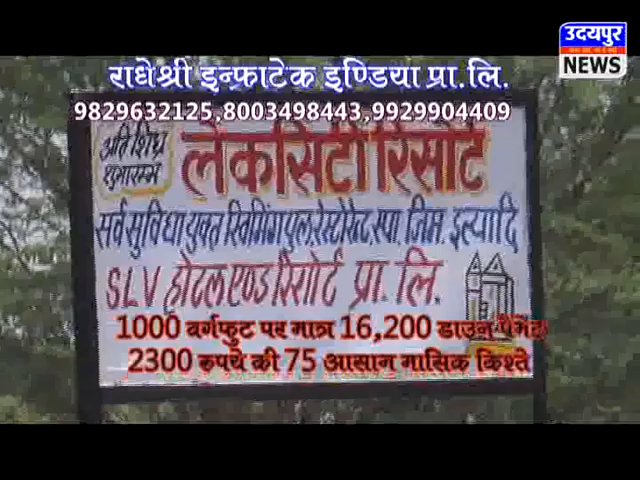 उदयपुर
NEWS
राधेश्री इन्फ्राटेक इण्डिया प्रा.लि.
9829632125,8003498443,9929904409
अति शिघ्र
शुभारम्भ
लेकसिटी रिसोर्ट
सर्व सुविधायुक्त स्विमिंग पुल, रेस्टोरेंट, स्पा, जिम, इत्यादि
SLV होटल एण्ड रिसोर्ट प्रा. लि.
1000 वर्गफुट पर मात्र 16,200 डाउन पैमेंट
2300 रुपये की 75 आसान मासिक किश्ते